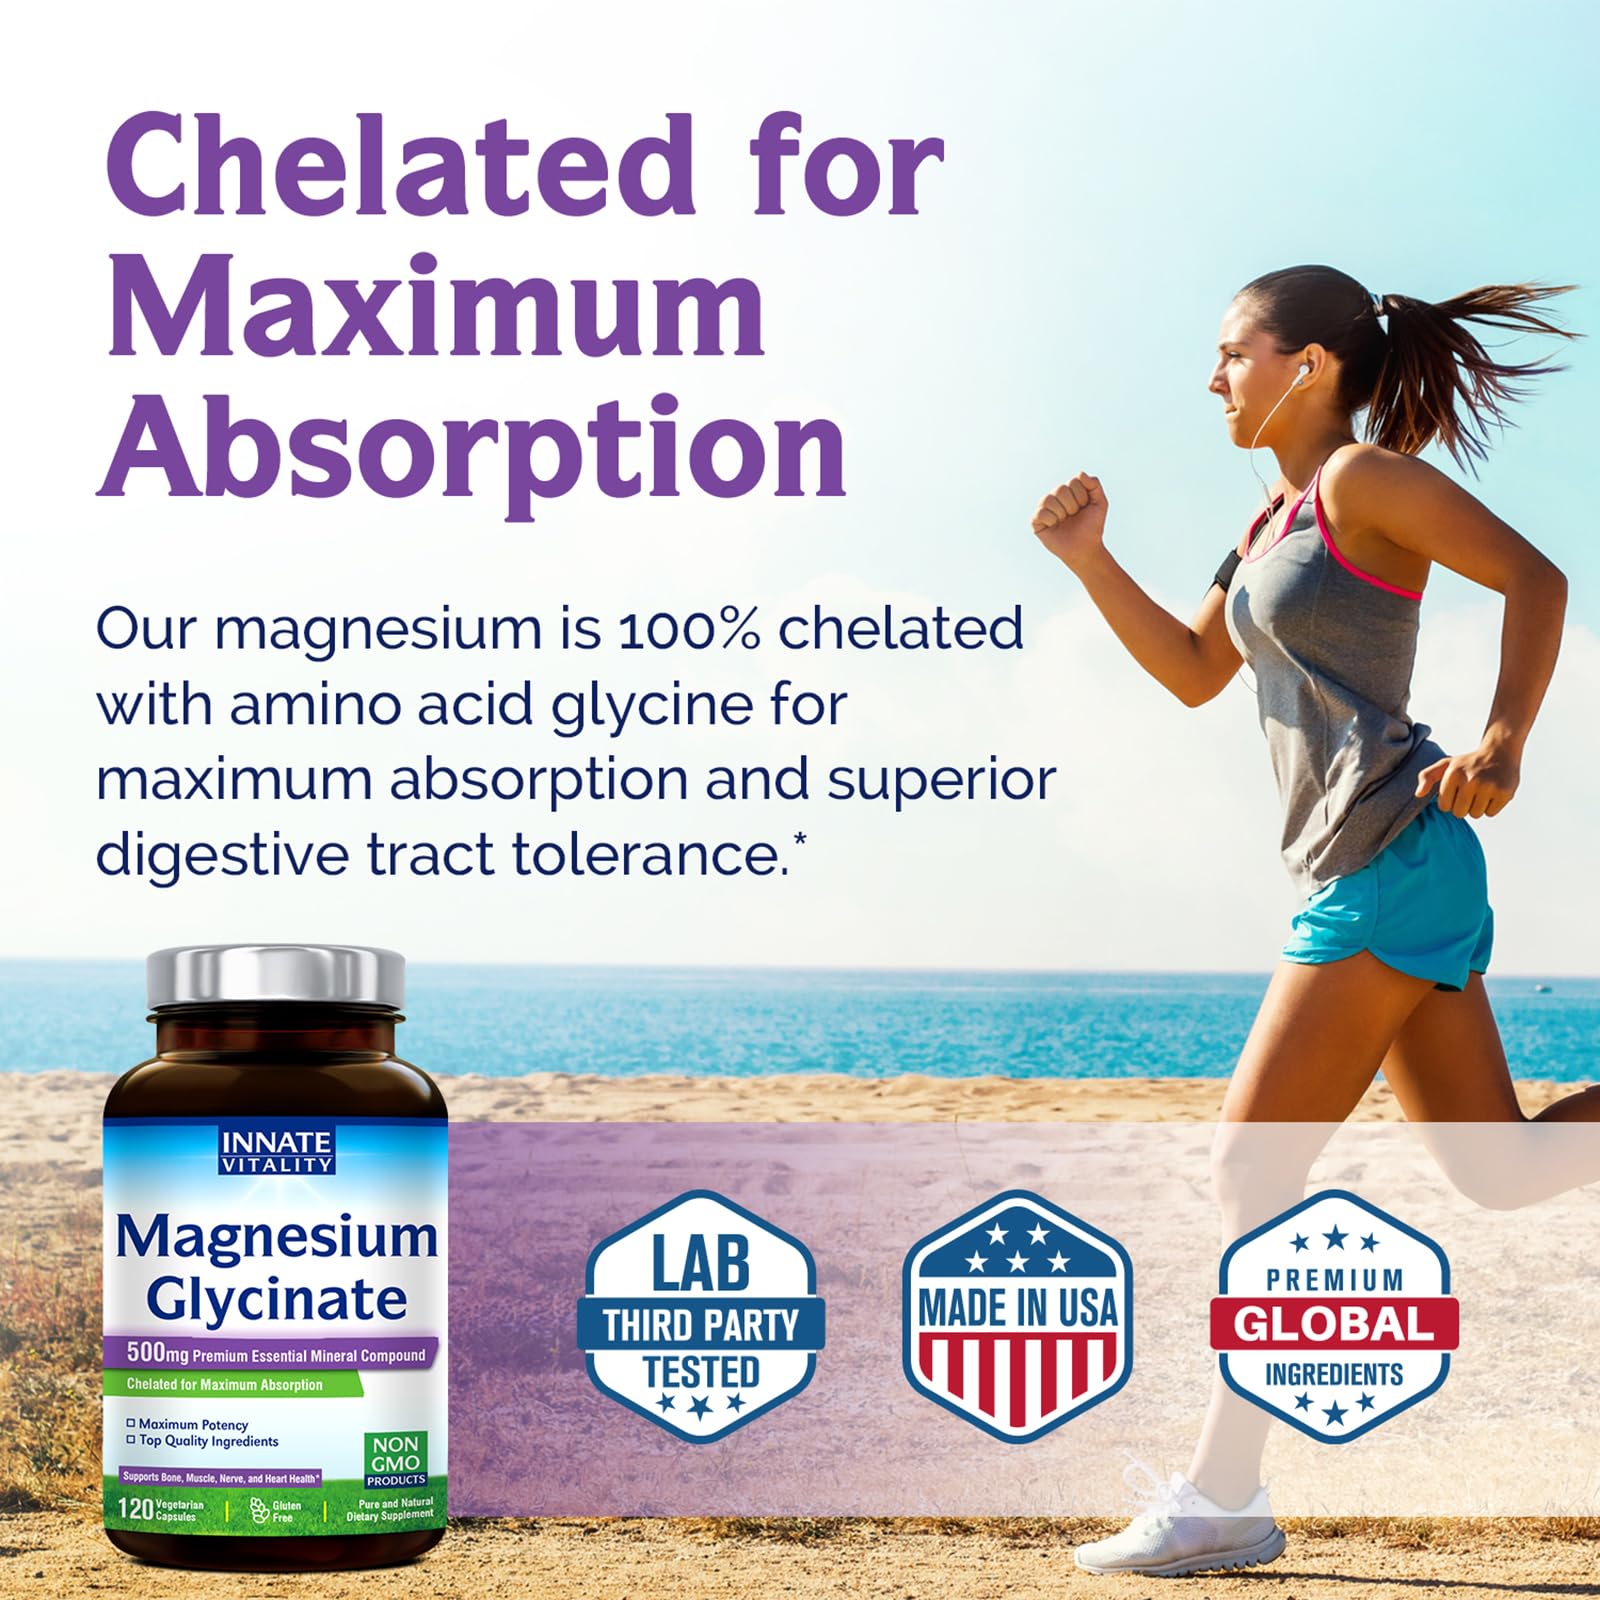 Chelated for
Maximum
Absorption
Our magnesium is 100% chelated
with amino acid glycine for
maximum absorption and superior
digestive tract tolerance.*
INNATE
VITALITY
Magnesium
Glycinate
500mg Premium Essential Mineral Compound
Chelated for Maximum Absorption
Maximum Potency
Top Quality Ingredients
NON
GMO
PRODUCTS
Supports Bone, Muscle, Nerve, and Heart Health*
120 Vegetarian
Capsules
Gluten
Free
Pure and Natural
Dietary Supplement
LAB
THIRD PARTY
TESTED
MADE IN USA
PREMIUM
GLOBAL
INGREDIENTS